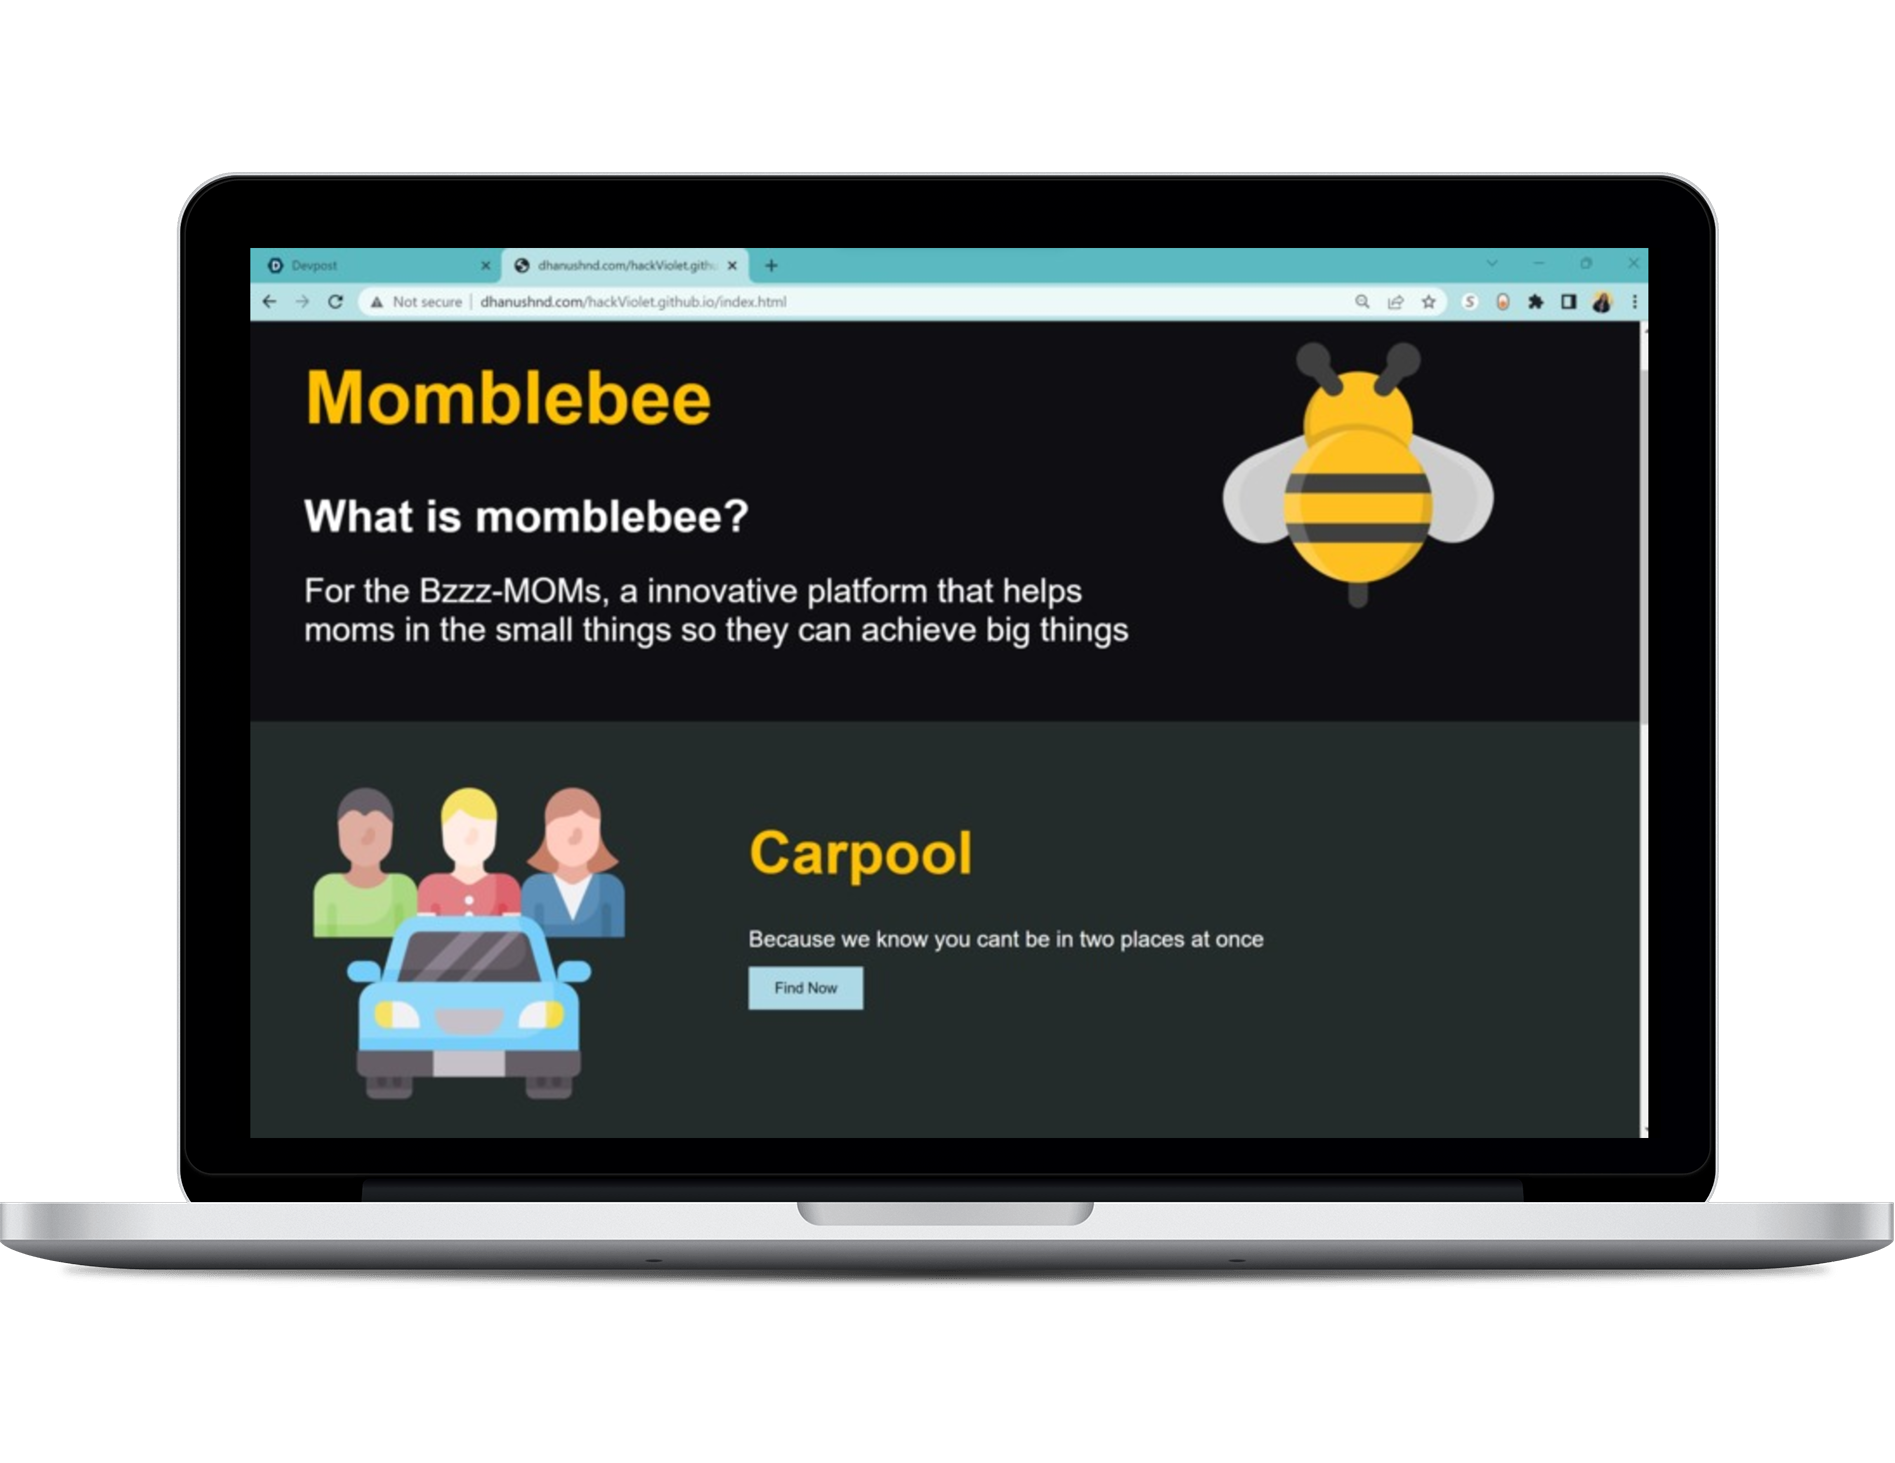 Devpost
dhanushnd.com/hackViolet.gith
Not secure | dhanushnd.com/hackViolet.github.io/index.html
Momblebee
What is momblebee?
For the Bzzz-MOMs, a innovative platform that helps
moms in the small things so they can achieve big things
Carpool
Because we know you cant be in two places at once
Find Now